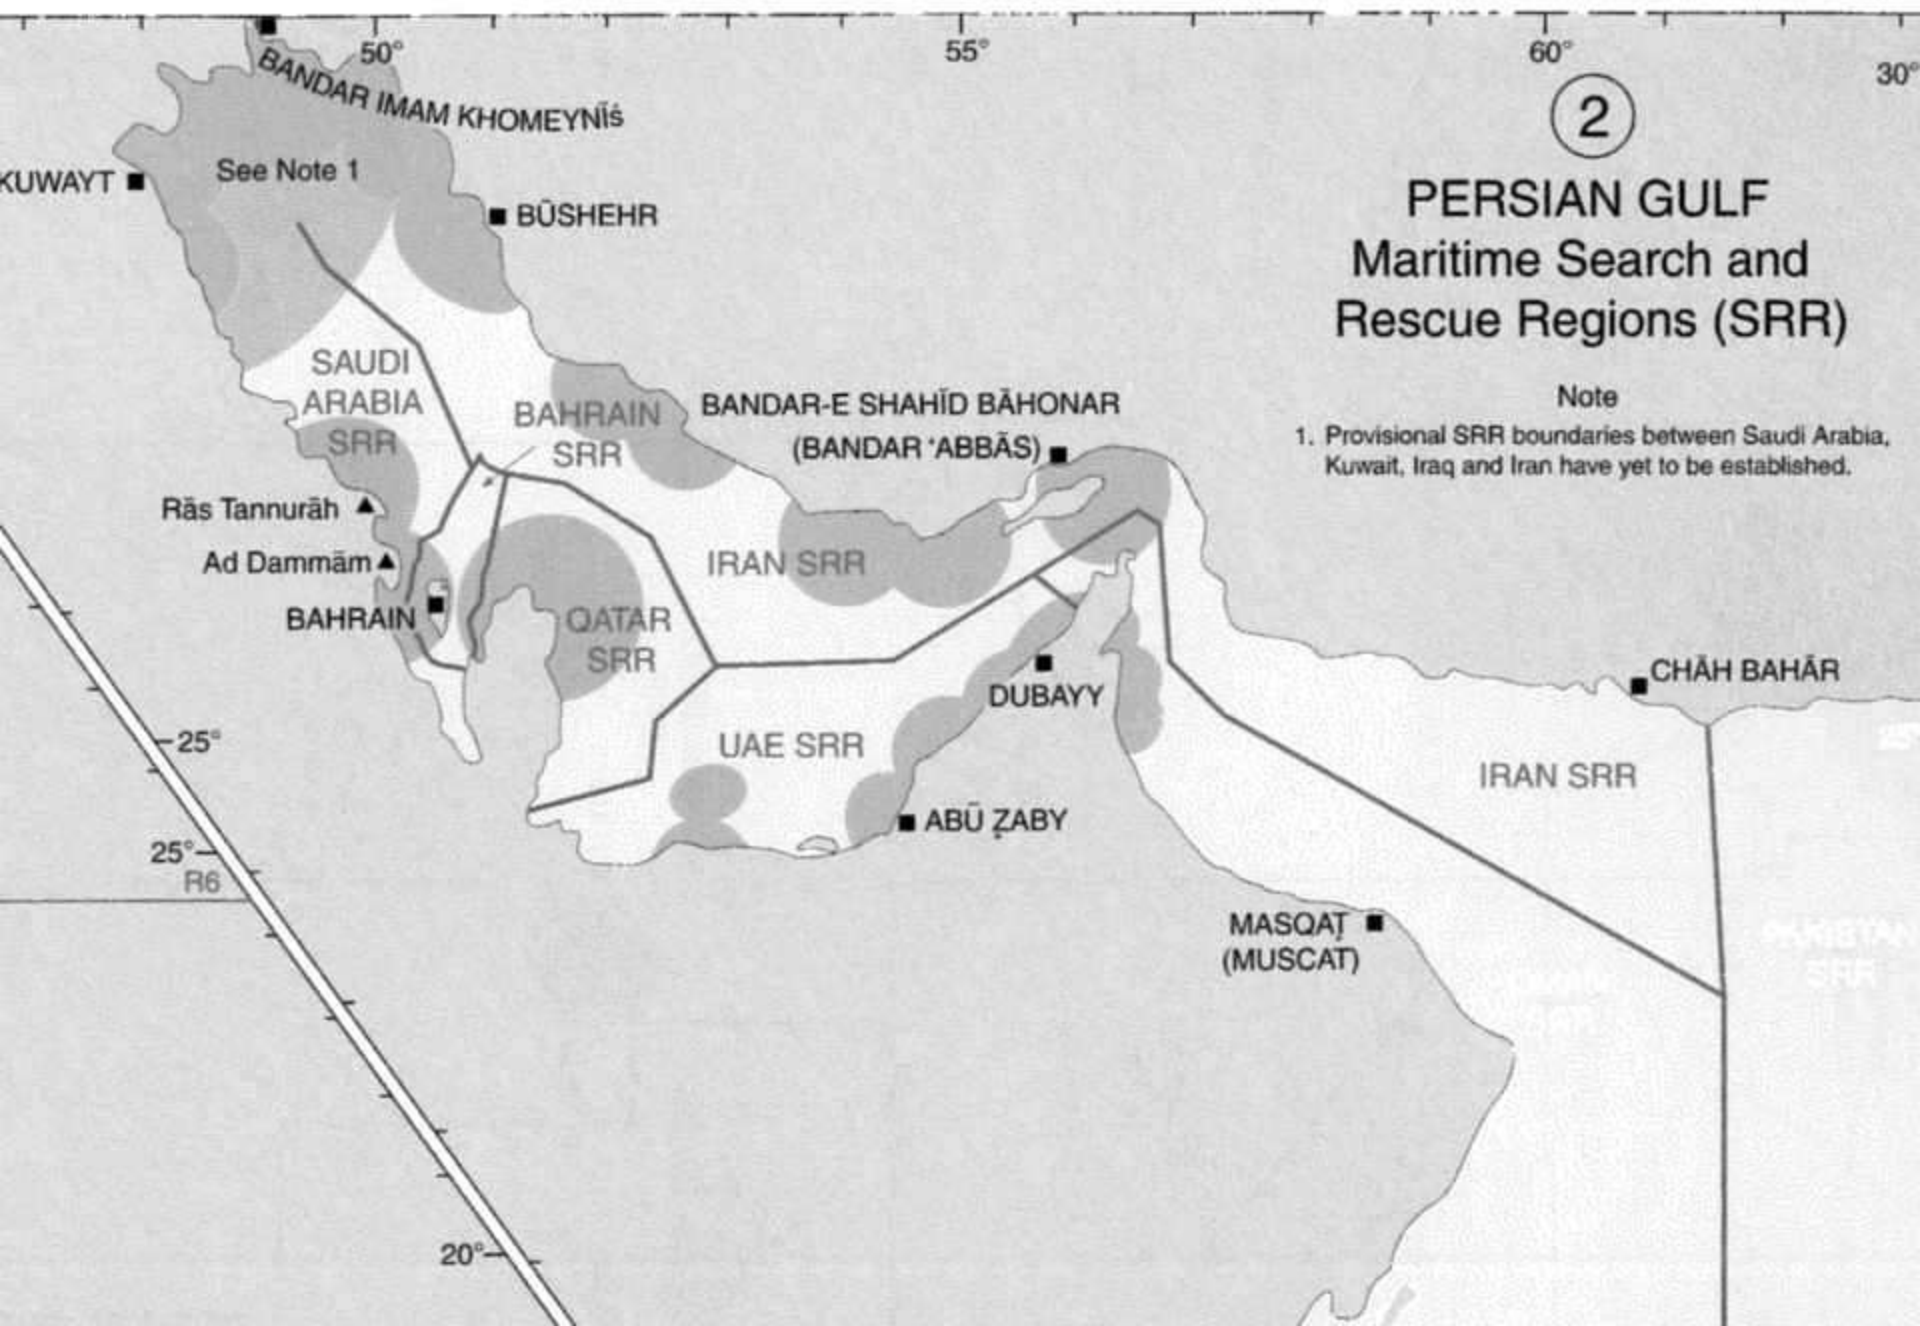 50°
55°
60°
30°
BANDAR IMAM KHOMEYNĪś
2
PERSIAN GULF
Maritime Search and
Rescue Regions (SRR)
See Note 1
KUWAYT
BŪSHEHR
Note
1. Provisional SRR boundaries between Saudi Arabia,
Kuwait, Iraq and Iran have yet to be established.
SAUDI
ARABIA
SRR
BAHRAIN
SRR
BANDAR-E SHAHĪD BĀHONAR
(BANDAR 'ABBĀS)
Rās Tannurāh
Ad Dammām
BAHRAIN
IRAN SRR
QATAR
SRR
DUBAYY
CHĀH BAHĀR
25°
UAE SRR
IRAN SRR
ABŪ Z̧ABY
25°
R6
MASQAŢ
(MUSCAT)
SRR
20°